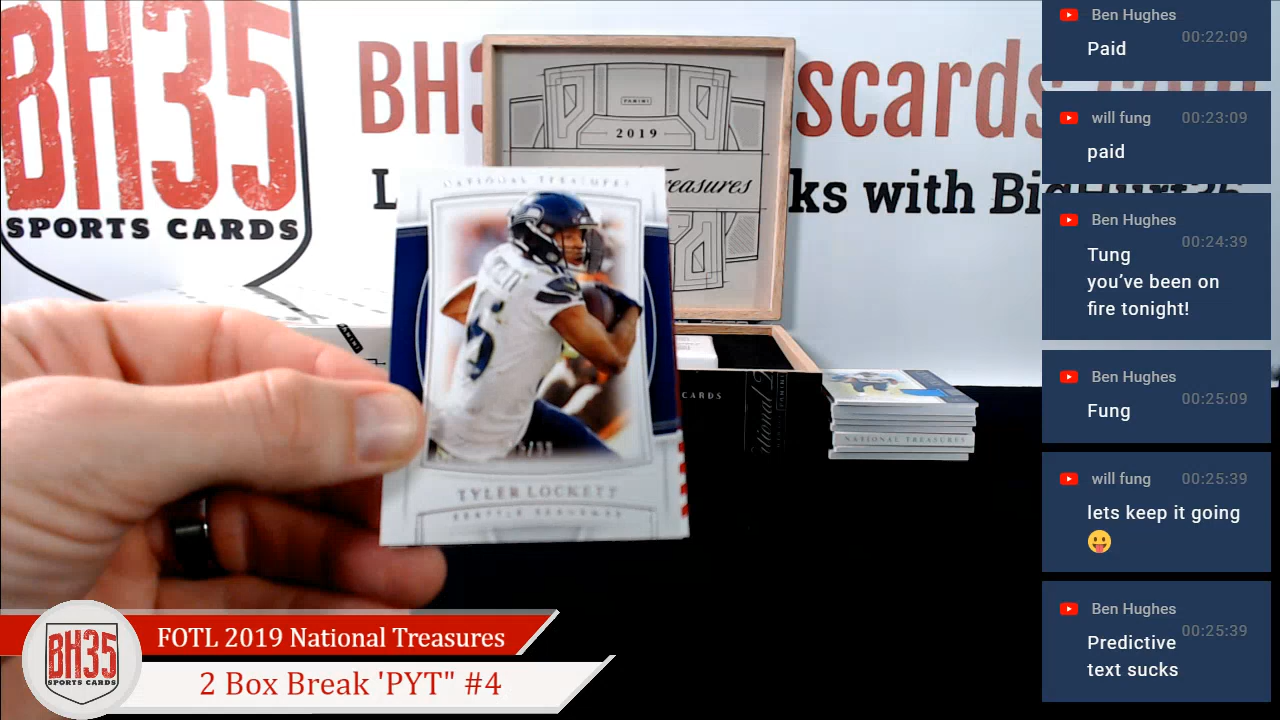 BH35
SPORTS CARDS
BH3
scards.com
ks with Big
PANINI
2019
Treasures
NATIONAL TREASURES
TYLER LOCKETT
SEATTLE SEAHAWKS
CARDS
NATIONAL TREASURES
FOTL 2019 National Treasures
2 Box Break 'PYT" #4
BH35
SPORTS CARDS
Ben Hughes
00:22:09
Paid
will fung
00:23:09
paid
Ben Hughes
00:24:39
Tung
you've been on
fire tonight!
Ben Hughes
00:25:09
Fung
will fung
00:25:39
lets keep it going
😛
Ben Hughes
00:25:39
Predictive
text sucks